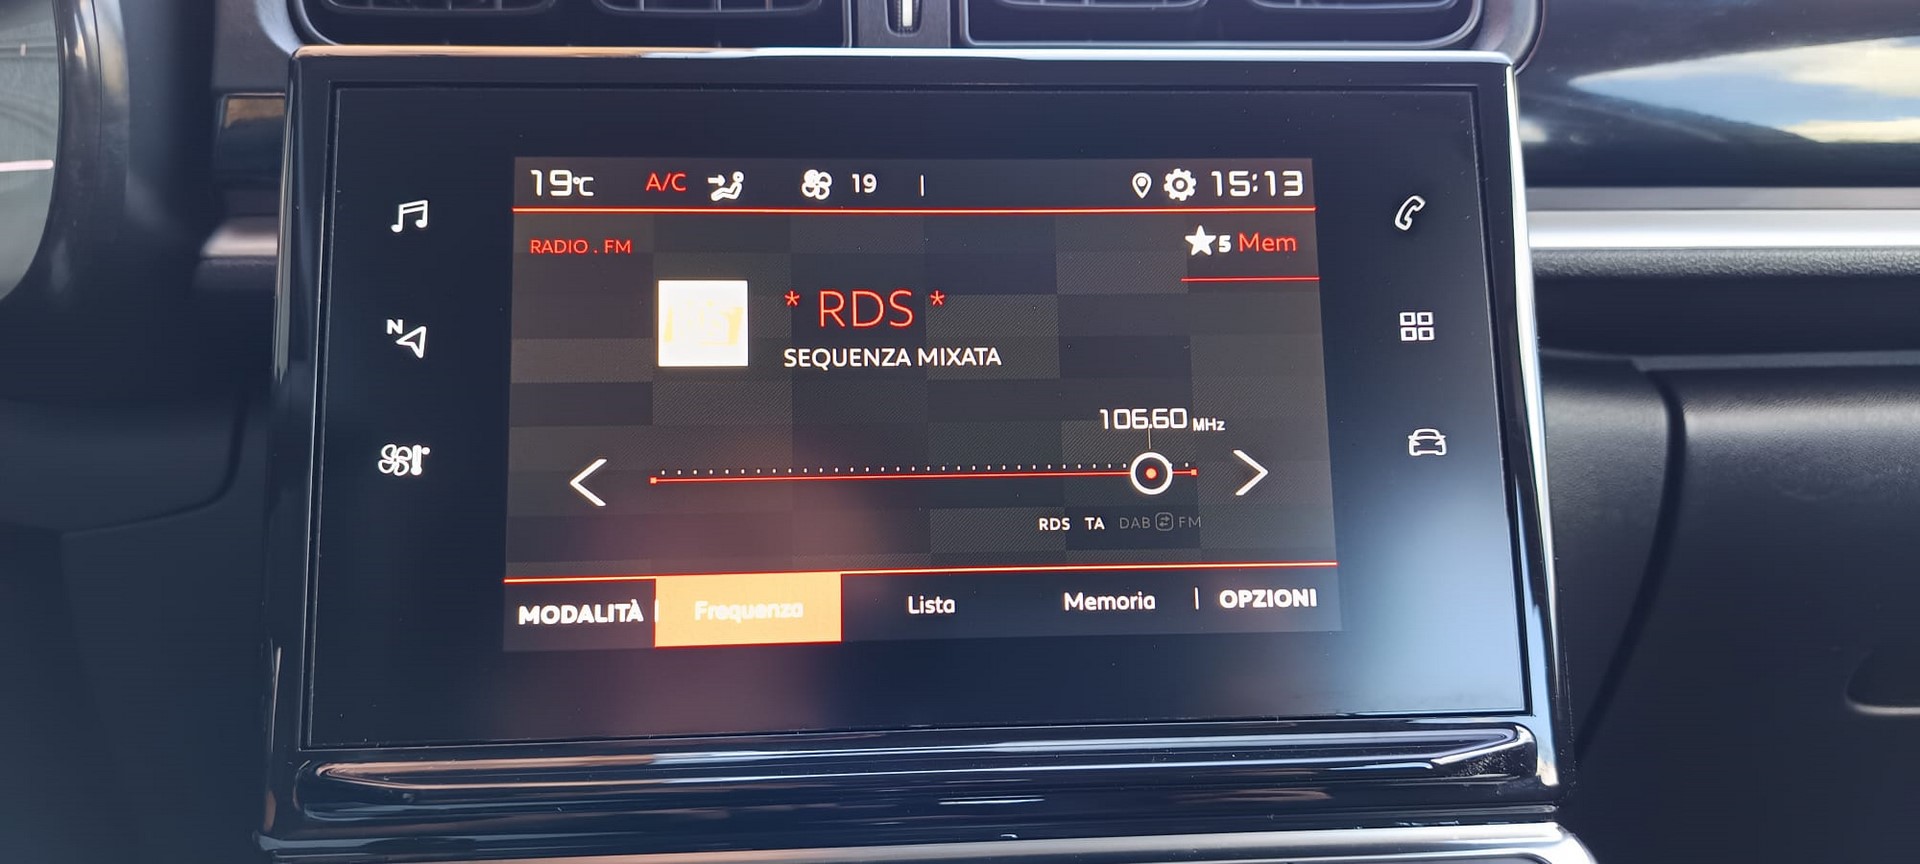 19°C A/C 19 | 15:13
RADIO . FM
5 Mem
* RDS *
SEQUENZA MIXATA
106.60 MHz
N
RDS TA DAB FM
MODALITÀ | Frequenza Lista Memoria | OPZIONI